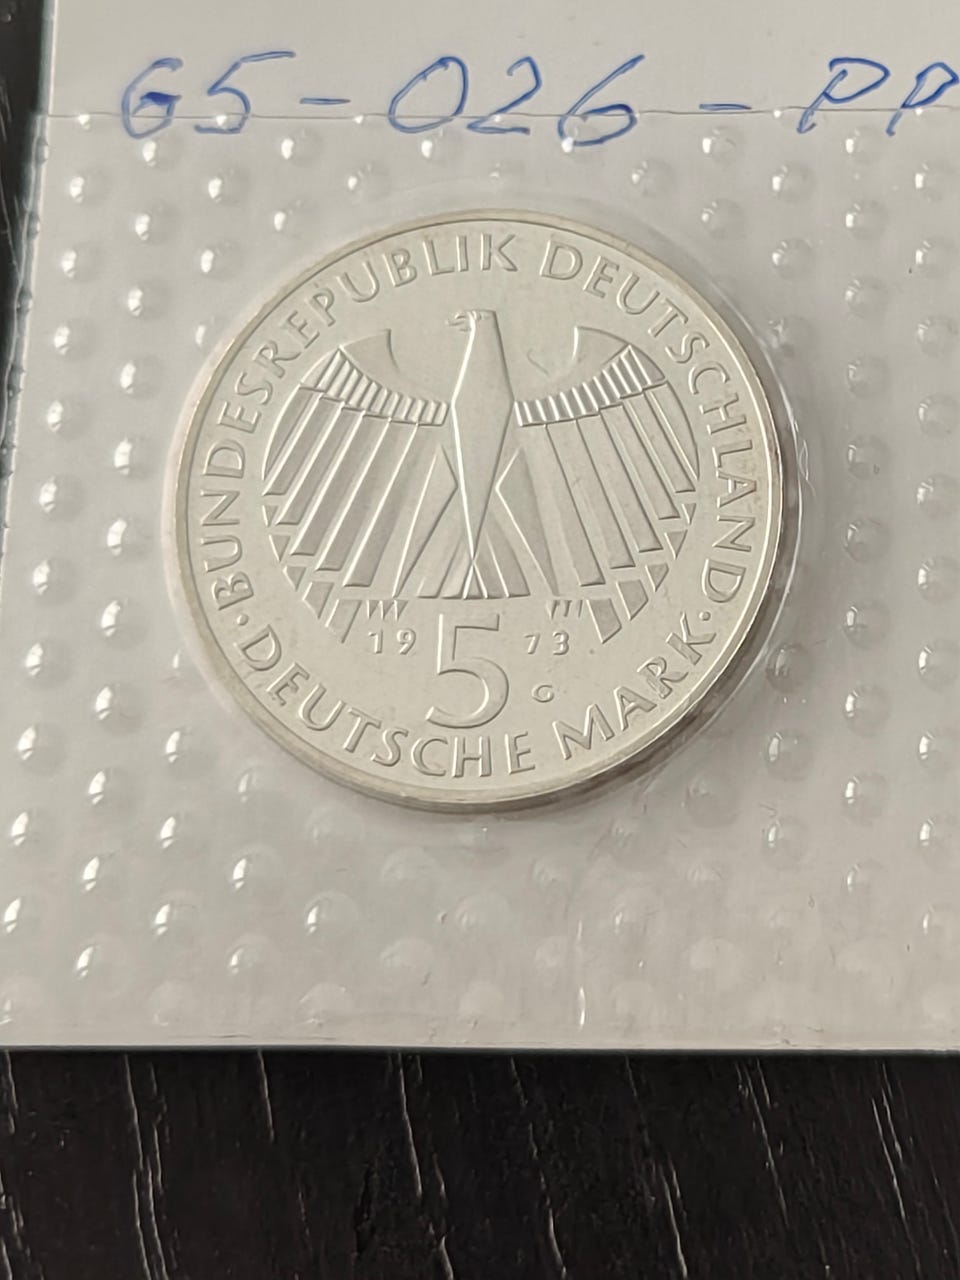 G5-026-PP
BUNDESREPUBLIK DEUTSCHLAND
19 5 73
G
· DEUTSCHE MARK ·